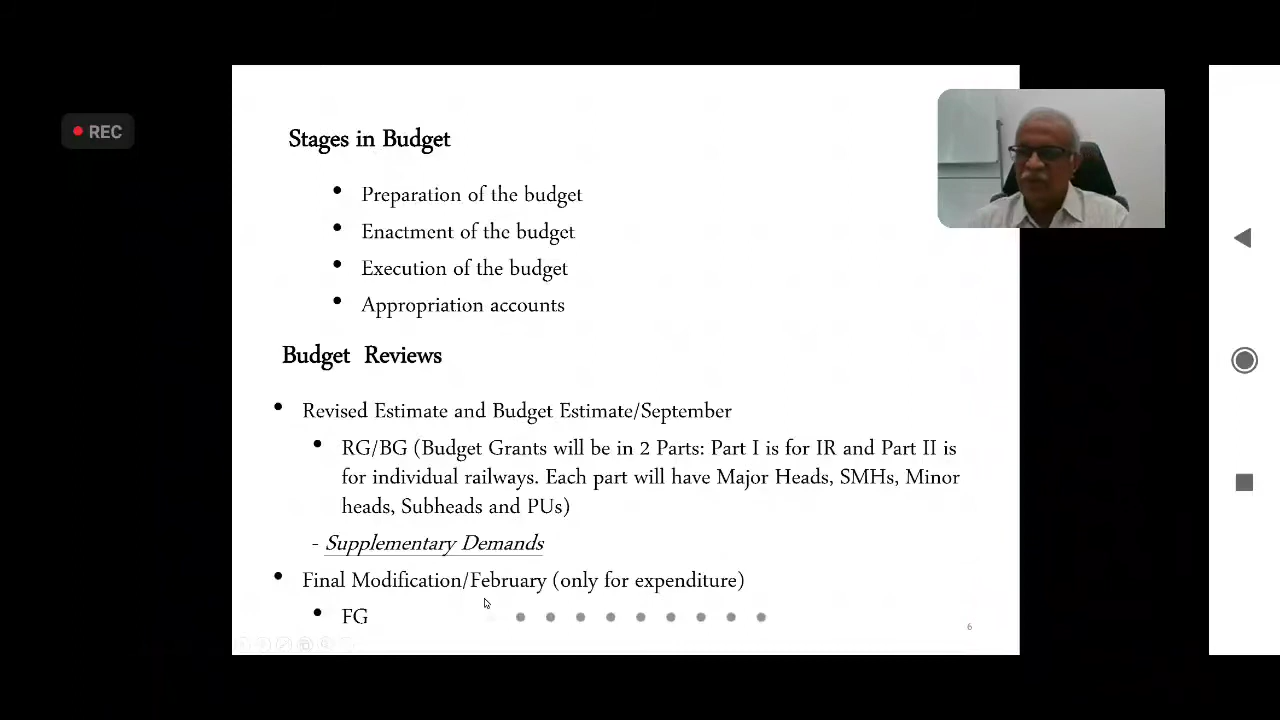 REC
Stages in Budget
• Preparation of the budget
• Enactment of the budget
• Execution of the budget
• Appropriation accounts
Budget Reviews
• Revised Estimate and Budget Estimate/September
• RG/BG (Budget Grants will be in 2 Parts: Part I is for IR and Part II is
for individual railways. Each part will have Major Heads, SMHs, Minor
heads, Subheads and PUs)
- Supplementary Demands
• Final Modification/February (only for expenditure)
• FG
6